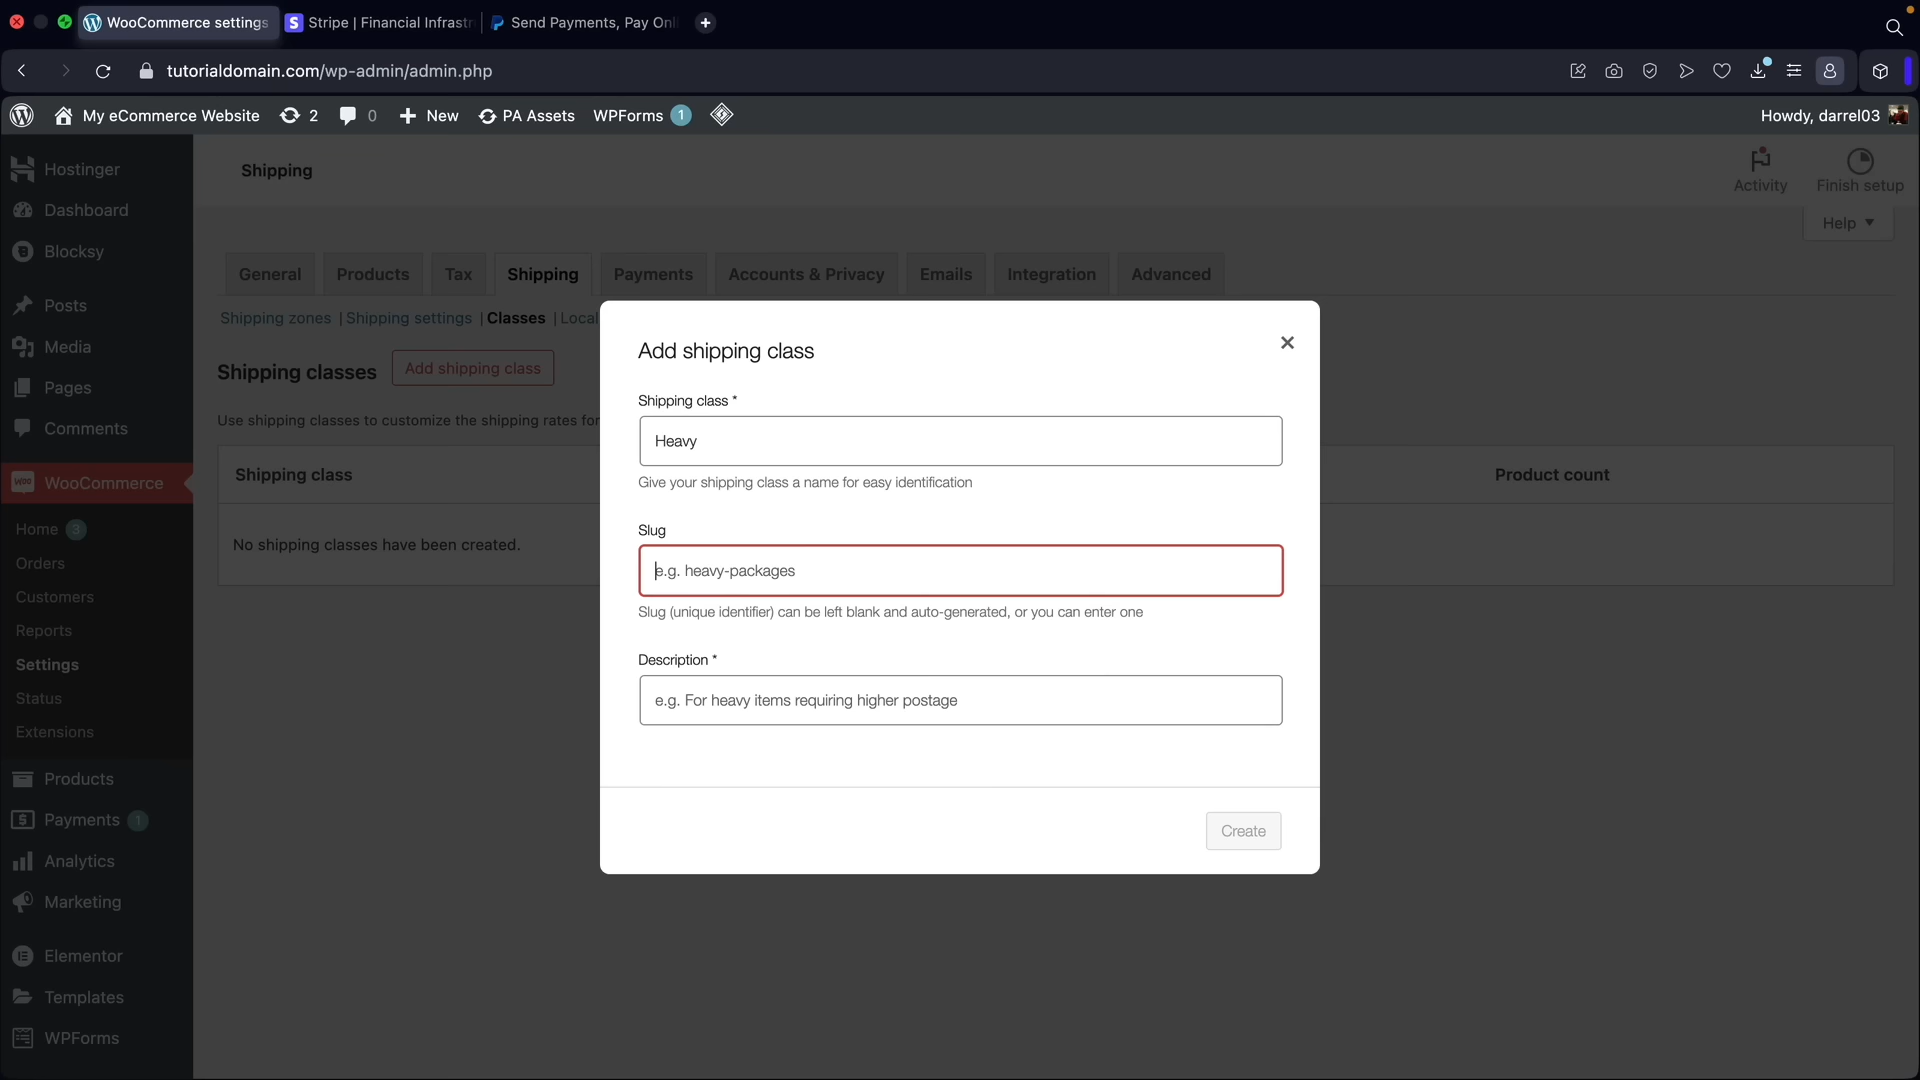 WooCommerce settings
Stripe | Financial Infrastr
Send Payments, Pay Onl
tutorialdomain.com/wp-admin/admin.php
My eCommerce Website
2
0
New
PA Assets
WPForms
1
Howdy, darrel03
Hostinger
Dashboard
Blocksy
Posts
Media
Pages
Comments
WooCommerce
Home 3
Orders
Customers
Reports
Settings
Status
Extensions
Products
Payments 1
Analytics
Marketing
Elementor
Templates
WPForms
Shipping
Activity
Finish setup
Help
General
Products
Tax
Shipping
Payments
Accounts & Privacy
Emails
Integration
Advanced
Shipping zones | Shipping settings | Classes | Local
Shipping classes
Add shipping class
Use shipping classes to customize the shipping rates for
Shipping class
Product count
No shipping classes have been created.
Add shipping class
Shipping class *
Heavy
Give your shipping class a name for easy identification
Slug
e.g. heavy-packages
Slug (unique identifier) can be left blank and auto-generated, or you can enter one
Description *
e.g. For heavy items requiring higher postage
Create